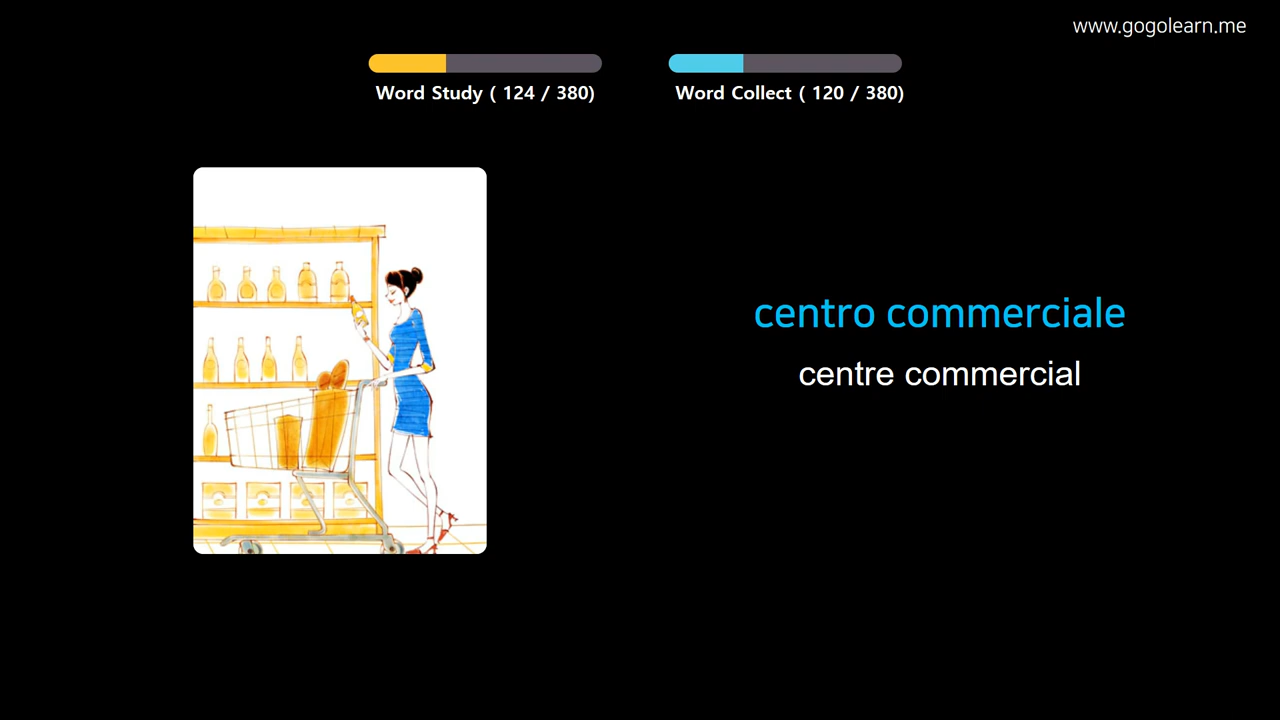 www.gogolearn.me
Word Study ( 124 / 380)
Word Collect ( 120 / 380)
centro commerciale
centre commercial